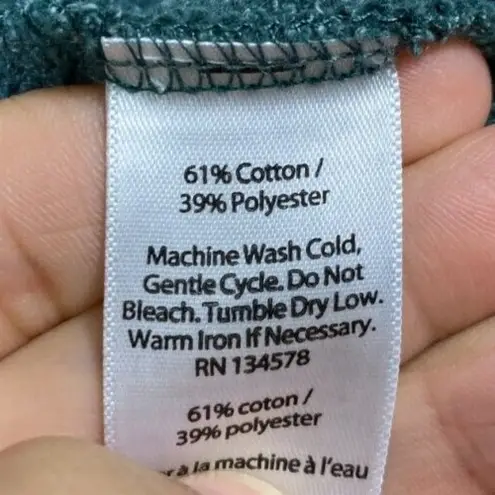 61% Cotton /
39% Polyester
Machine Wash Cold,
Gentle Cycle. Do Not
Bleach. Tumble Dry Low.
Warm Iron If Necessary.
RN 134578
61% coton /
39% polyester
à la machine à l'eau